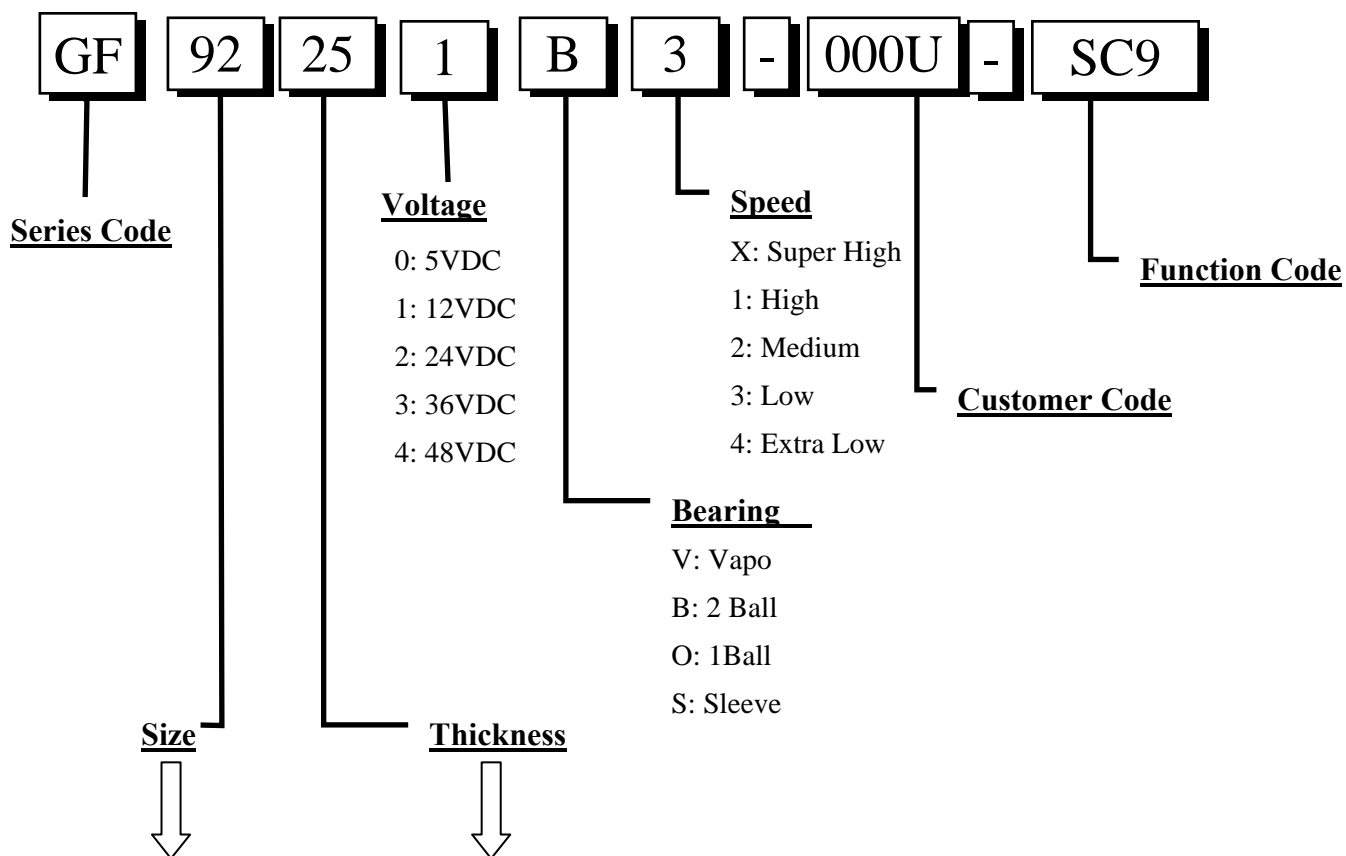 GF 92 25 1 B 3 - 000U - SC9
Series Code
Voltage
0: 5VDC
1: 12VDC
2: 24VDC
3: 36VDC
4: 48VDC
Speed
X: Super High
1: High
2: Medium
3: Low
4: Extra Low
Function Code
Customer Code
Bearing
V: Vapo
B: 2 Ball
O: 1Ball
S: Sleeve
Size
Thickness